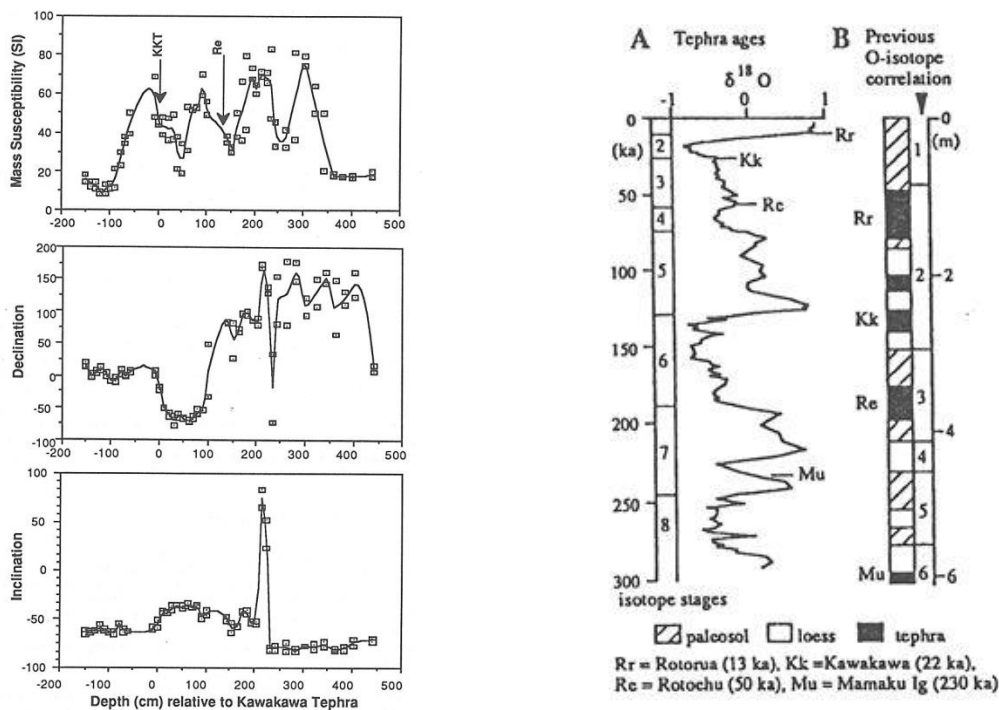 Mass Susceptibility (SI)
100
80
60
40
20
0
KKT
Re
-200 -100 0 100 200 300 400 500
Declination
200
150
100
50
0
-50
-100
-200 -100 0 100 200 300 400 500
Inclination
100
50
0
-50
-100
-200 -100 0 100 200 300 400 500
Depth (cm) relative to Kawakawa Tephra
A Tephra ages
δ18 O
-1 0 1
0
(ka)
50
100
150
200
250
300
2
3
4
5
6
7
8
Rr
Kk
Re
Mu
isotope stages
B Previous
O-isotope
correlation
0
(m)
2
4
6
Rr
Kk
Re
Mu
1
2
3
4
5
6
paleosol loess tephra
Rr = Rotorua (13 ka), Kk =Kawakawa (22 ka),
Re = Rotochu (50 ka), Mu = Mamaku Ig (230 ka)